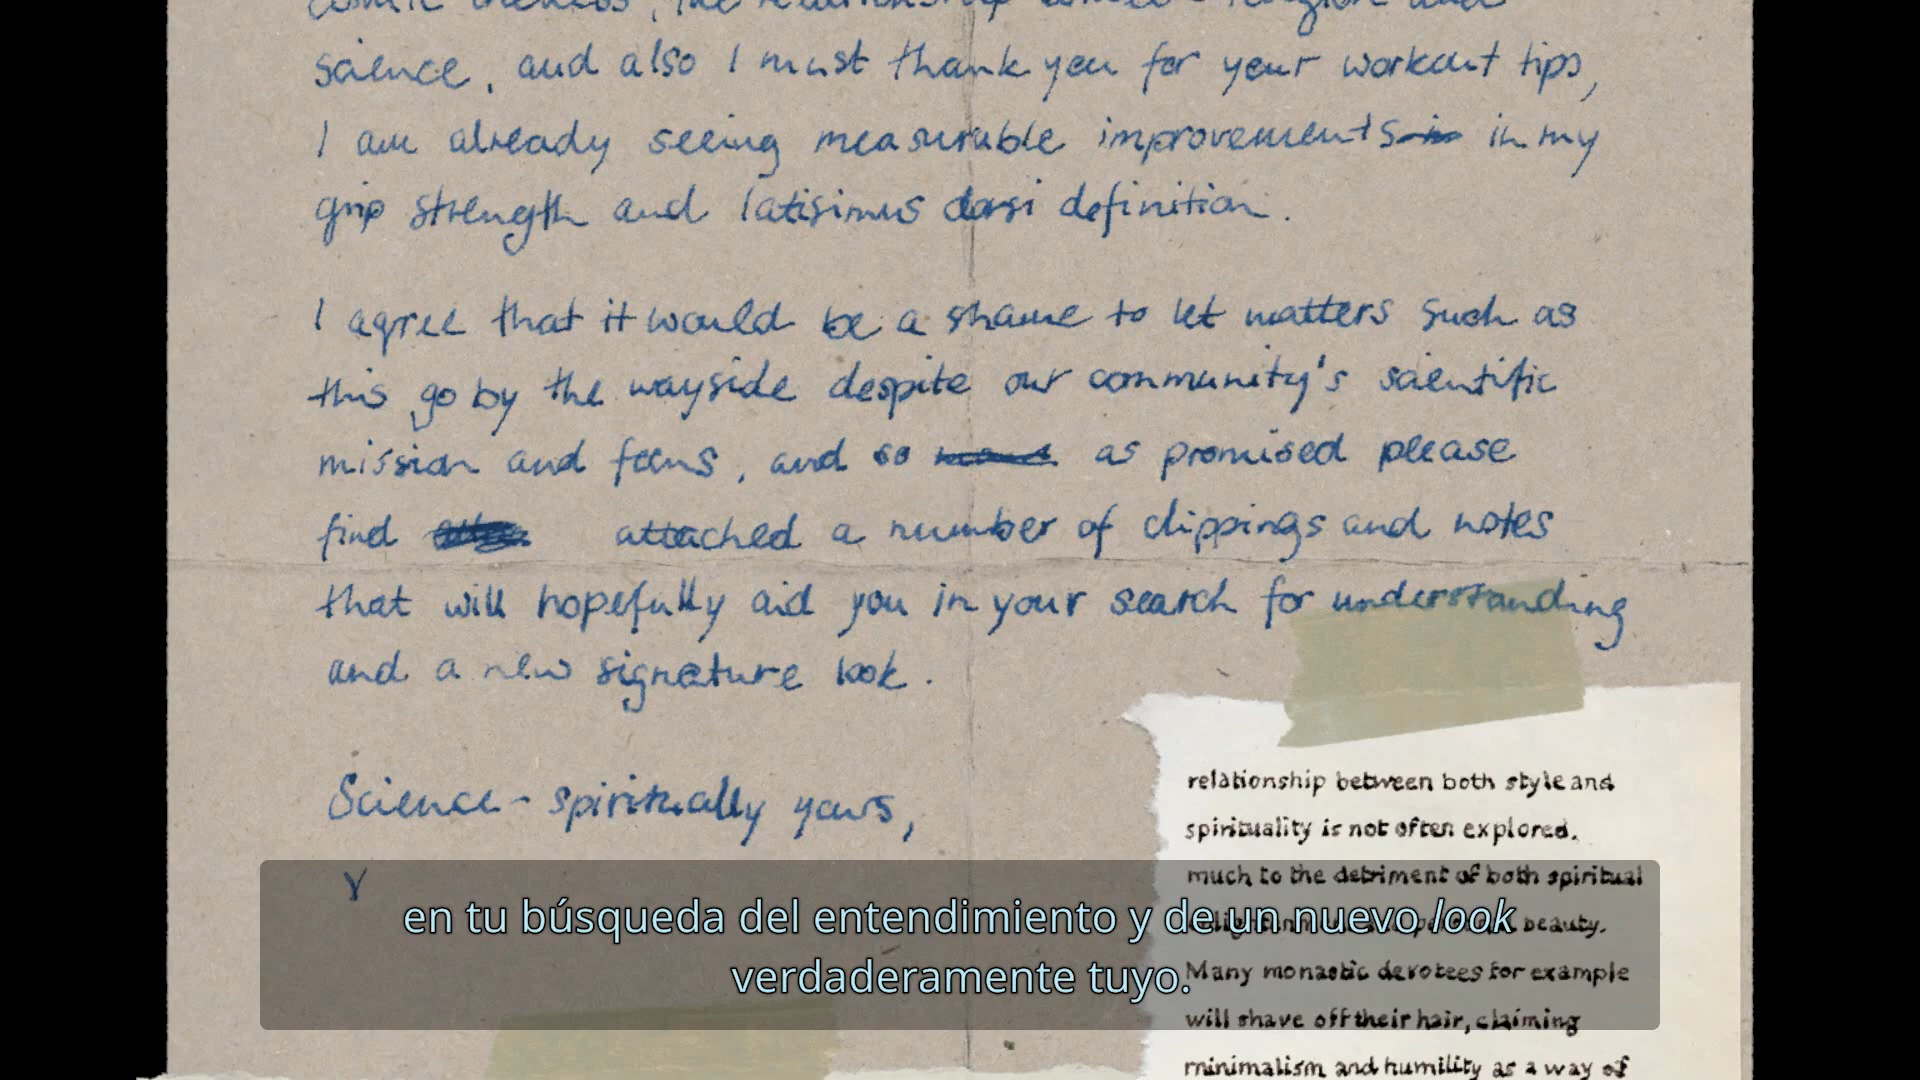 science, and also I must thank you for your workout tips,
I am already seeing measurable improvements in my
grip strength and latisimus dorsi definition.
I agree that it would be a shame to let matters such as
this go by the wayside despite our community's scientific
mission and focus, and so as promised please
find attached a number of clippings and notes
that will hopefully aid you in your search for understanding
and a new signature look.
Science-spiritually yours,
Y
relationship between both style and
spirituality is not often explored.
much to the detriment of both spiritual
beauty.
Many monastic devotees for example
will shave off their hair, claiming
minimalism and humility as a way of
en tu búsqueda del entendimiento y de un nuevo look
verdaderamente tuyo.